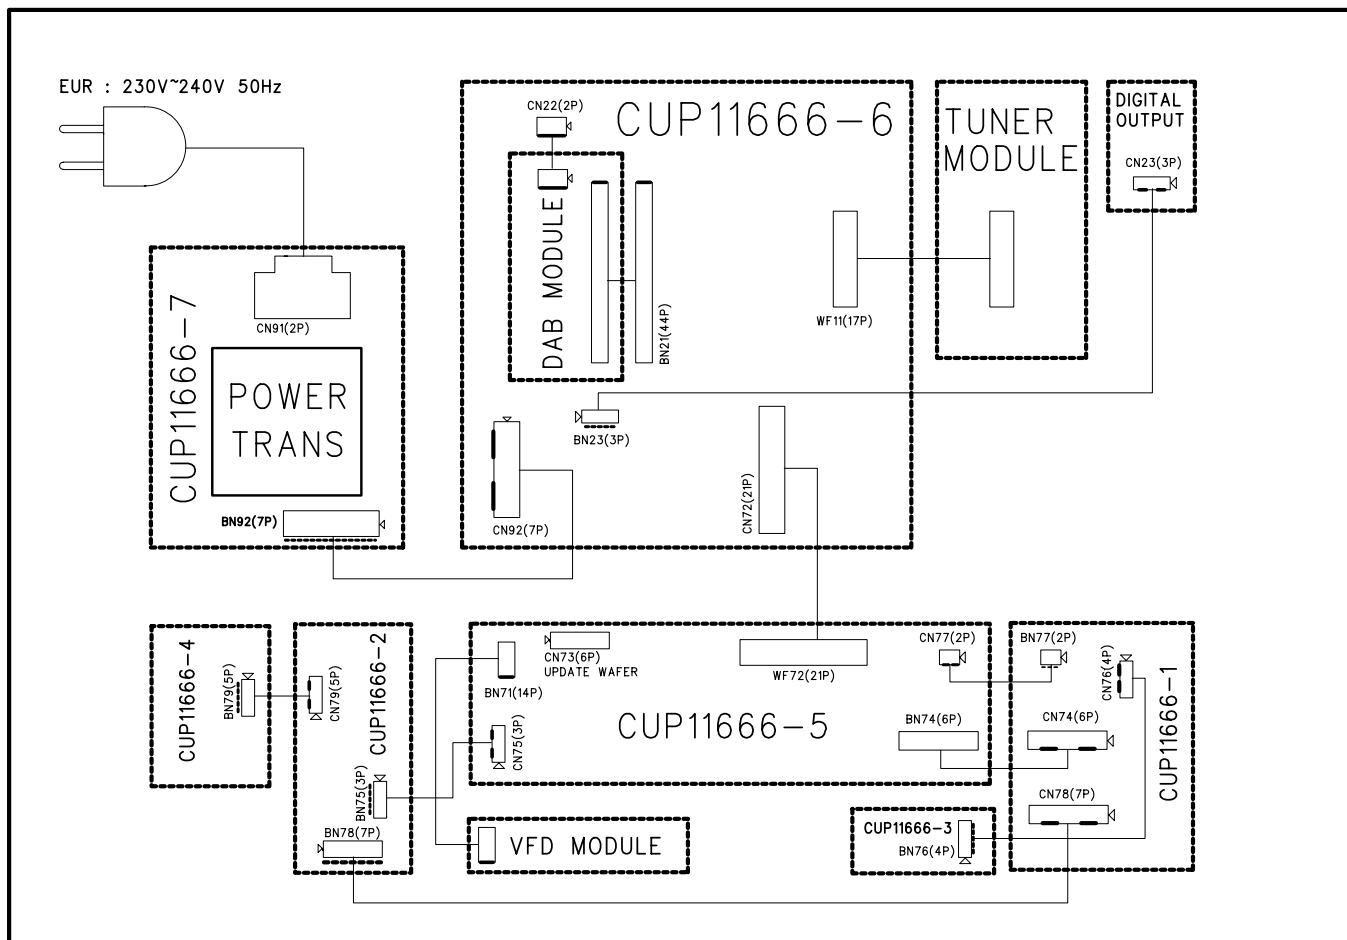 EUR : 230V~240V 50Hz
CN22(2P)
CUP11666-6
TUNER
MODULE
DIGITAL
OUTPUT
CN23(3P)
DAB MODULE
BN21(44P)
WF11(17P)
CUP11666-7
CN91(2P)
POWER
TRANS
BN92(7P)
BN23(3P)
CN92(7P)
CN72(21P)
CUP11666-4
BN79(5P)
CN79(5P)
CUP11666-2
BN75(3P)
BN78(7P)
CN73(6P)
UPDATE WAFER
BN71(14P)
CN75(3P)
WF72(21P)
CUP11666-5
CN77(2P)
BN74(6P)
BN77(2P)
CN76(4P)
CUP11666-1
CN74(6P)
CN78(7P)
VFD MODULE
CUP11666-3
BN76(4P)